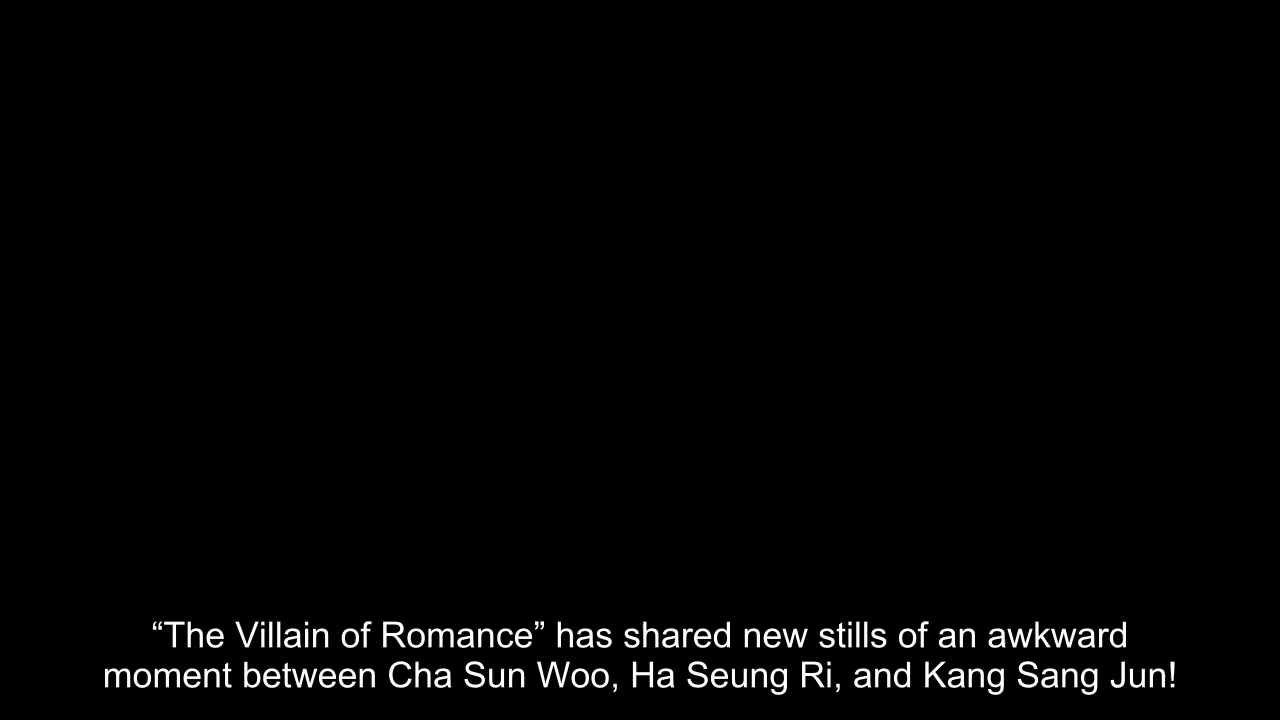 “The Villain of Romance” has shared new stills of an awkward
moment between Cha Sun Woo, Ha Seung Ri, and Kang Sang Jun!